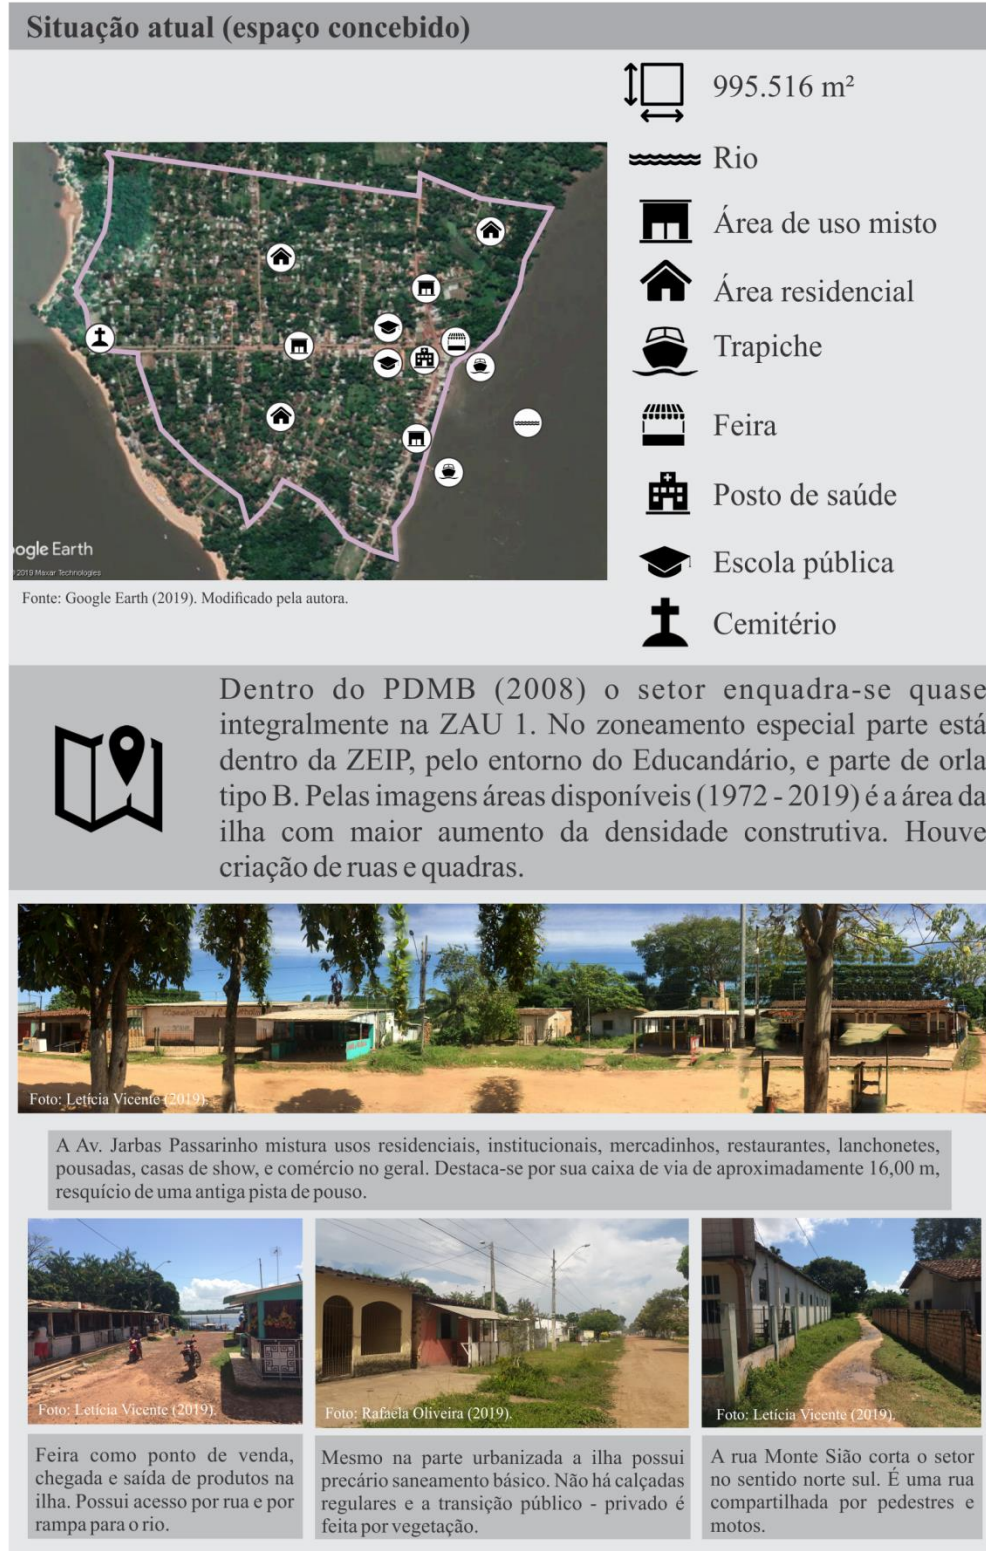 Situação atual (espaço concebido)
995.516 m²
Rio
Área de uso misto
Área residencial
Trapiche
Feira
Posto de saúde
Escola pública
Cemitério
ogle Earth
2019 Maxar Technologies
Fonte: Google Earth (2019). Modificado pela autora.
Dentro do PDMB (2008) o setor enquadra-se quase
integralmente na ZAU 1. No zoneamento especial parte está
dentro da ZEIP, pelo entorno do Educandário, e parte de orla
tipo B. Pelas imagens áreas disponíveis (1972 - 2019) é a área da
ilha com maior aumento da densidade construtiva. Houve
criação de ruas e quadras.
Foto: Letícia Vicente (2019).
A Av. Jarbas Passarinho mistura usos residenciais, institucionais, mercadinhos, restaurantes, lanchonetes,
pousadas, casas de show, e comércio no geral. Destaca-se por sua caixa de via de aproximadamente 16,00 m,
resquício de uma antiga pista de pouso.
Foto: Letícia Vicente (2019).
Foto: Rafaela Oliveira (2019).
Foto: Letícia Vicente (2019).
Feira como ponto de venda,
chegada e saída de produtos na
ilha. Possui acesso por rua e por
rampa para o rio.
Mesmo na parte urbanizada a ilha possui
precário saneamento básico. Não há calçadas
regulares e a transição público - privado é
feita por vegetação.
A rua Monte Sião corta o setor
no sentido norte sul. É uma rua
compartilhada por pedestres e
motos.